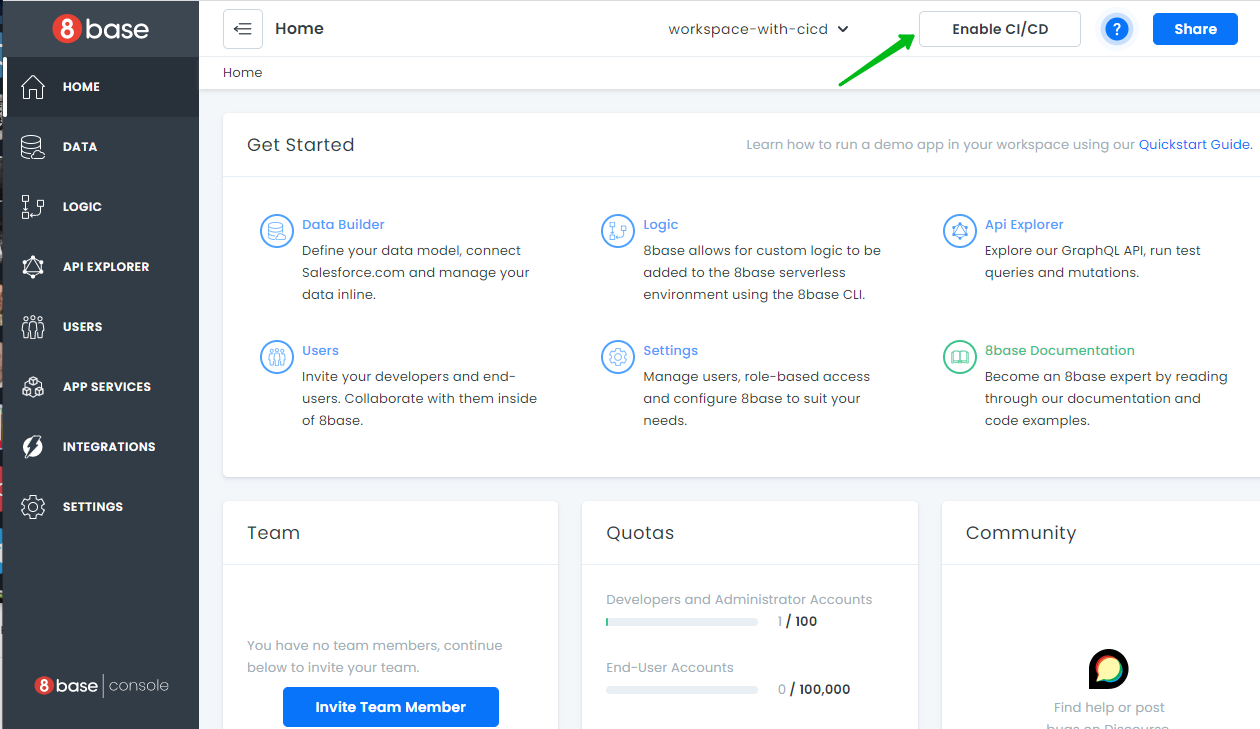 8base
Home
workspace-with-cicd
Enable CI/CD
?
Share
Home
HOME
DATA
LOGIC
API EXPLORER
USERS
APP SERVICES
INTEGRATIONS
SETTINGS
8base console
Get Started
Learn how to run a demo app in your workspace using our Quickstart Guide.
Data Builder
Define your data model, connect
Salesforce.com and manage your
data inline.
Logic
8base allows for custom logic to be
added to the 8base serverless
environment using the 8base CLI.
Api Explorer
Explore our GraphQL API, run test
queries and mutations.
Users
Invite your developers and end-
users. Collaborate with them inside
of 8base.
Settings
Manage users, role-based access
and configure 8base to suit your
needs.
8base Documentation
Become an 8base expert by reading
through our documentation and
code examples.
Team
You have no team members, continue
below to invite your team.
Invite Team Member
Quotas
Developers and Administrator Accounts
1 / 100
End-User Accounts
0 / 100,000
Community
Find help or post
bugs on Discourse